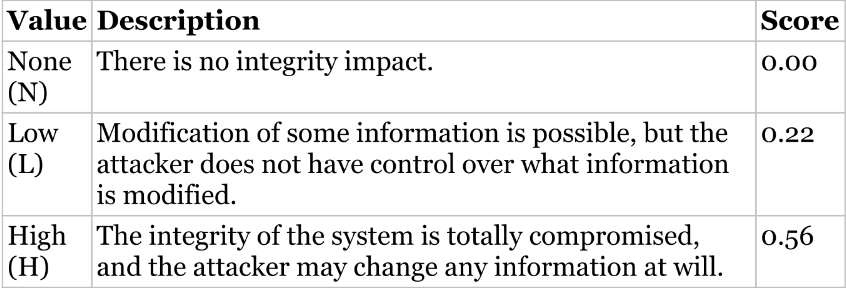 Value Description Score
None There is no integrity impact. 0.00
(N)
Low Modification of some information is possible, but the 0.22
(L) attacker does not have control over what information
is modified.
High The integrity of the system is totally compromised, 0.56
(H) and the attacker may change any information at will.